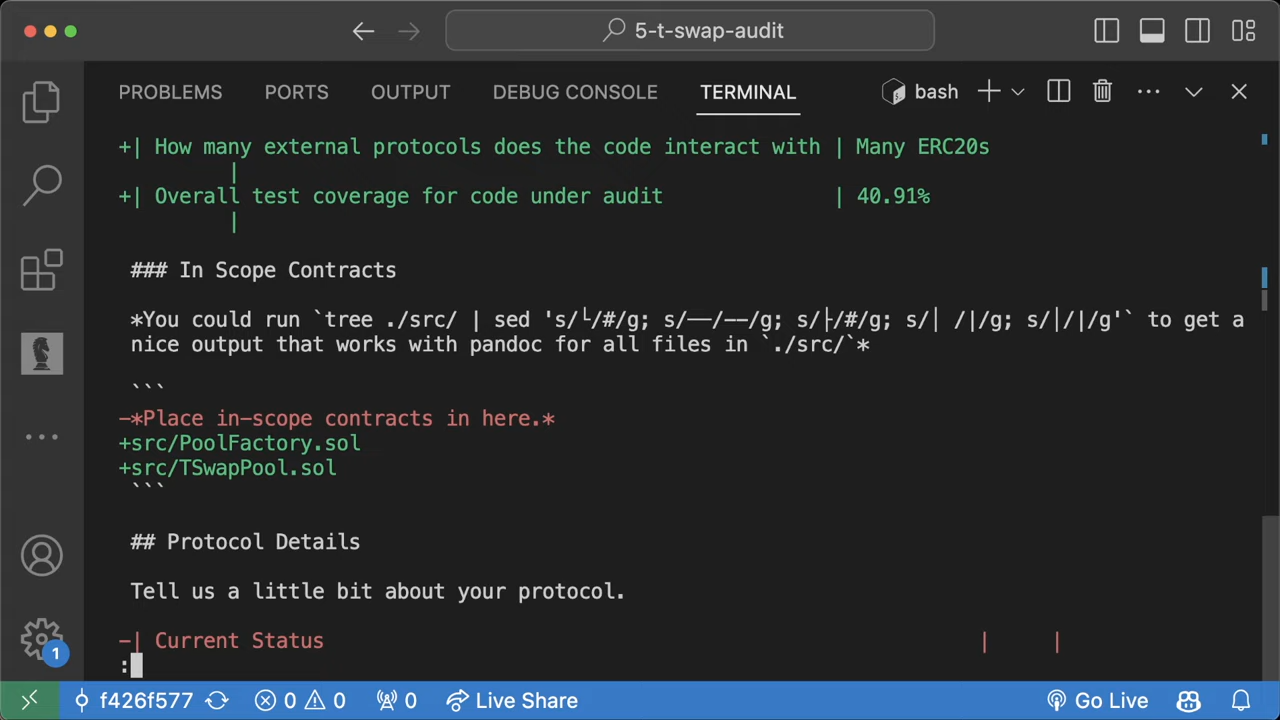 5-t-swap-audit
PROBLEMS PORTS OUTPUT DEBUG CONSOLE TERMINAL bash
+| How many external protocols does the code interact with | Many ERC20s
|
+| Overall test coverage for code under audit | 40.91%
|
### In Scope Contracts
*You could run `tree ./src/ | sed 's/└/#/g; s/──/--/g; s/├/#/g; s/│ /|/g; s/│/|/g'` to get a
nice output that works with pandoc for all files in `./src/`*
```
-*Place in-scope contracts in here.*
+src/PoolFactory.sol
+src/TSwapPool.sol
```
## Protocol Details
Tell us a little bit about your protocol.
-| Current Status | |
:
1
f426f577 0 0 0 Live Share Go Live